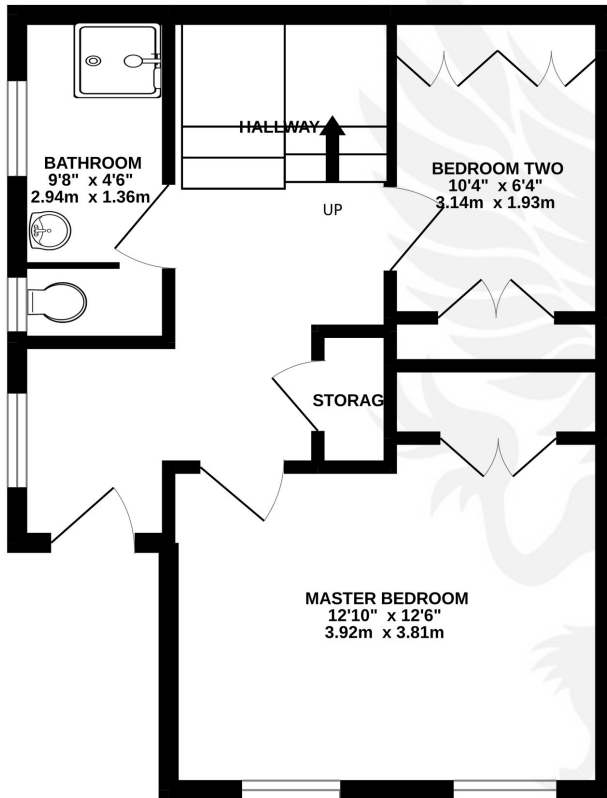 HALLWAY
BATHROOM
9'8" x 4'6"
2.94m x 1.36m
BEDROOM TWO
10'4" x 6'4"
3.14m x 1.93m
UP
STORAG
MASTER BEDROOM
12'10" x 12'6"
3.92m x 3.81m